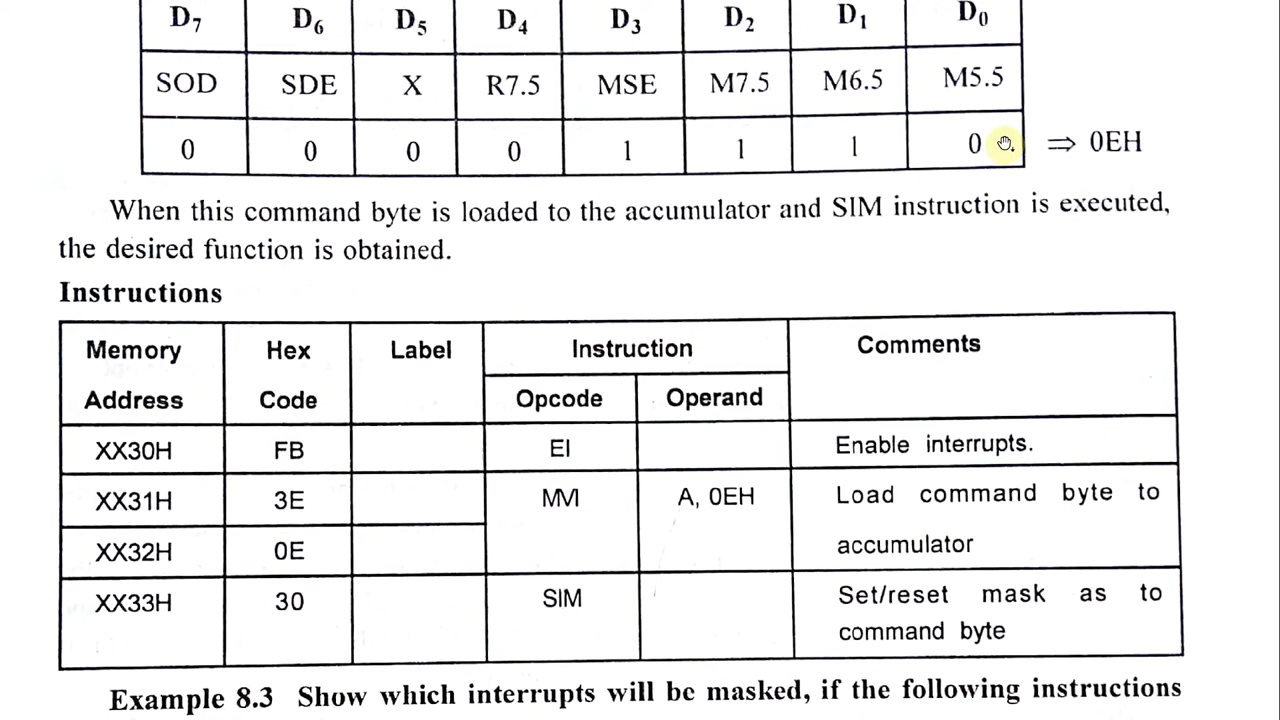 D₇ D₆ D₅ D₄ D₃ D₂ D₁ D₀
SOD SDE X R7.5 MSE M7.5 M6.5 M5.5
0 0 0 0 1 1 1 0 ⇒ 0EH
When this command byte is loaded to the accumulator and SIM instruction is executed,
the desired function is obtained.
Instructions
Memory Address Hex Code Label Instruction Comments
Opcode Operand
XX30H FB EI Enable interrupts.
XX31H 3E MVI A, 0EH Load command byte to
XX32H 0E accumulator
XX33H 30 SIM Set/reset mask as to
command byte
Example 8.3 Show which interrupts will be masked, if the following instructions